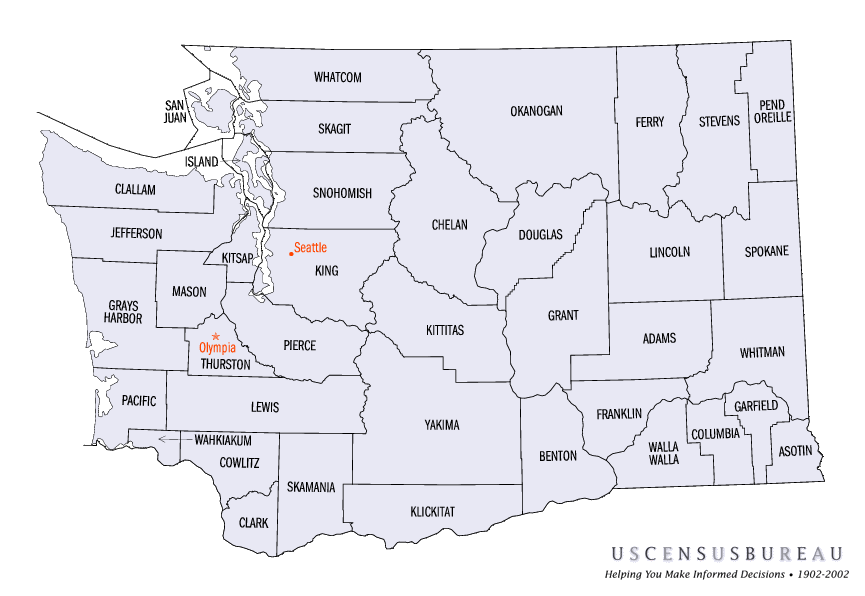 WHATCOM
OKANOGAN
PEND
OREILLE
SAN
JUAN
SKAGIT
FERRY
STEVENS
ISLAND
CLALLAM
SNOHOMISH
CHELAN
DOUGLAS
JEFFERSON
Seattle
KITSAP
KING
LINCOLN
SPOKANE
MASON
GRAYS
HARBOR
GRANT
KITTITAS
Olympia
THURSTON
PIERCE
ADAMS
WHITMAN
PACIFIC
LEWIS
YAKIMA
FRANKLIN
GARFIELD
COLUMBIA
WAHKIAKUM
COWLITZ
WALLA
WALLA
ASOTIN
BENTON
SKAMANIA
KLICKITAT
CLARK
USCENSUSBUREAU
Helping You Make Informed Decisions • 1902-2002